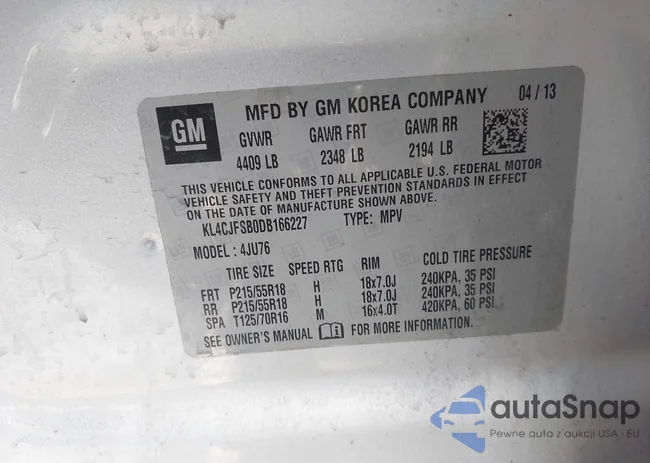 GM
MFD BY GM KOREA COMPANY 04 / 13
GVWR GAWR FRT GAWR RR
4409 LB 2348 LB 2194 LB
THIS VEHICLE CONFORMS TO ALL APPLICABLE U.S. FEDERAL MOTOR
VEHICLE SAFETY AND THEFT PREVENTION STANDARDS IN EFFECT
ON THE DATE OF MANUFACTURE SHOWN ABOVE.
KL4CJFSB0DB166227 TYPE: MPV
MODEL : 4JU76
TIRE SIZE SPEED RTG RIM COLD TIRE PRESSURE
FRT P215/55R18 H 18x7.0J 240KPA, 35 PSI
RR P215/55R18 H 18x7.0J 240KPA, 35 PSI
SPA T125/70R16 M 16x4.0T 420KPA, 60 PSI
SEE OWNER'S MANUAL FOR MORE INFORMATION.
autaSnap
Pewne auta z aukcji USA i EU